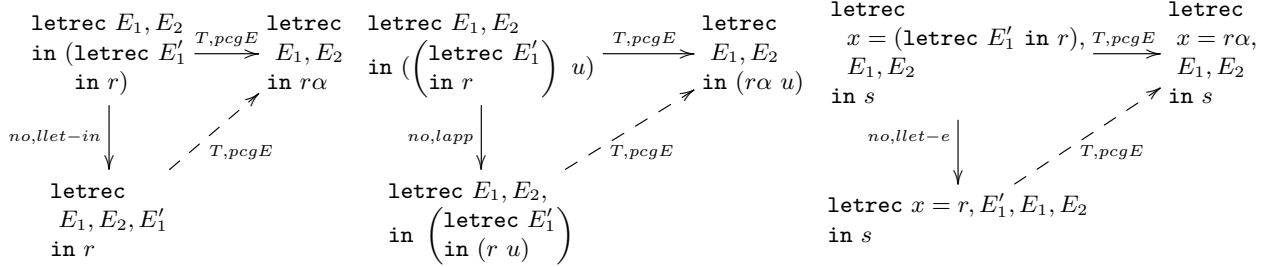 letrec E₁, E₂
in (letrec E′₁
in r)
T,pcgE
letrec
E₁, E₂
in rα
no,llet−in
T,pcgE
letrec
E₁, E₂, E′₁
in r
letrec E₁, E₂
in ((letrec E′₁
in r) u)
T,pcgE
letrec
E₁, E₂
in (rα u)
no,lapp
T,pcgE
letrec E₁, E₂,
in (letrec E′₁
in (r u))
letrec
x = (letrec E′₁ in r),
E₁, E₂
in s
T,pcgE
letrec
x = rα,
E₁, E₂
in s
no,llet−e
T,pcgE
letrec x = r, E′₁, E₁, E₂
in s